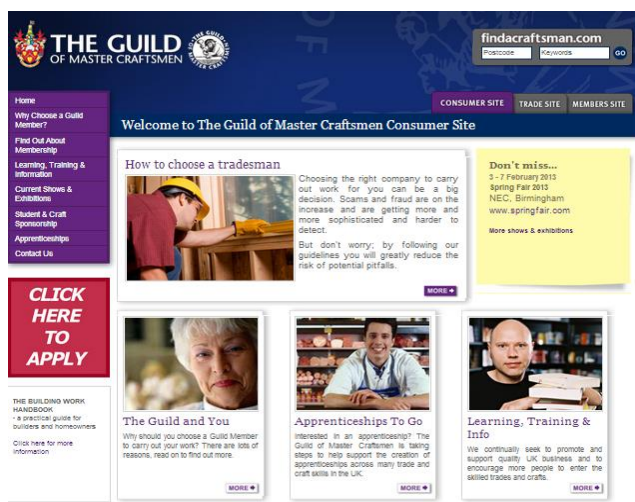 THE GUILD
OF MASTER CRAFTSMEN
findacraftsman.com
Postcode
Keywords
GO
CONSUMER SITE
TRADE SITE
MEMBERS SITE
Welcome to The Guild of Master Craftsmen Consumer Site
Home
Why Choose a Guild
Member?
Find Out About
Membership
Learning, Training &
Information
Current Shows &
Exhibitions
Student & Craft
Sponsorship
Apprenticeships
Contact Us
CLICK
HERE
TO
APPLY
THE BUILDING WORK
HANDBOOK
- a practical guide for
builders and homeowners
Click here for more
information
How to choose a tradesman
Choosing the right company to carry
out work for you can be a big
decision. Scams and fraud are on the
increase and are getting more and
more sophisticated and harder to
detect.
But don't worry; by following our
guidelines you will greatly reduce the
risk of potential pitfalls.
MORE
Don't miss...
3 - 7 February 2013
Spring Fair 2013
NEC, Birmingham
www.springfair.com
More shows & exhibitions
The Guild and You
Why should you choose a Guild Member
to carry out your work? There are lots of
reasons, read on to find out more.
MORE
Apprenticeships To Go
Interested in an apprenticeship? The
Guild of Master Craftsmen is taking
steps to help support the creation of
apprenticeships across many trade and
craft skills in the UK.
MORE
Learning, Training &
Info
We continually seek to promote and
support quality UK business and to
encourage more people to enter the
skilled trades and crafts.
MORE